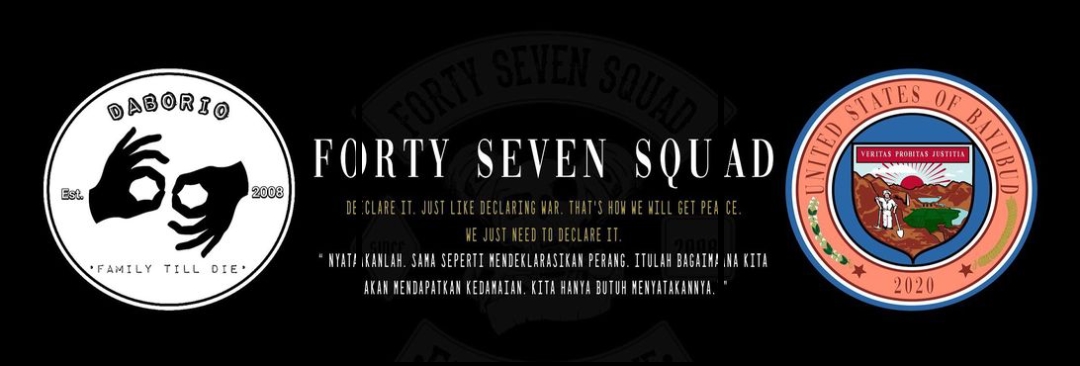 DABORIO
Est.
2008
•FAMILY TILL DIE•
FORTY SEVEN SQUAD
FORTY SEVEN SQUAD
DECLARE IT. JUST LIKE DECLARING WAR. THAT'S HOW WE WILL GET PEACE.
WE JUST NEED TO DECLARE IT.
" NYATAKANLAH. SAMA SEPERTI MENDEKLARASIKAN PERANG. ITULAH BAGAIMANA KITA
AKAN MENDAPATKAN KEDAMAIAN. KITA HANYA BUTUH MENYATAKANNYA. "
SINCE
2008
UNITED STATES OF BAYUBUD
VERITAS PROBITAS JUSTITIA
2020